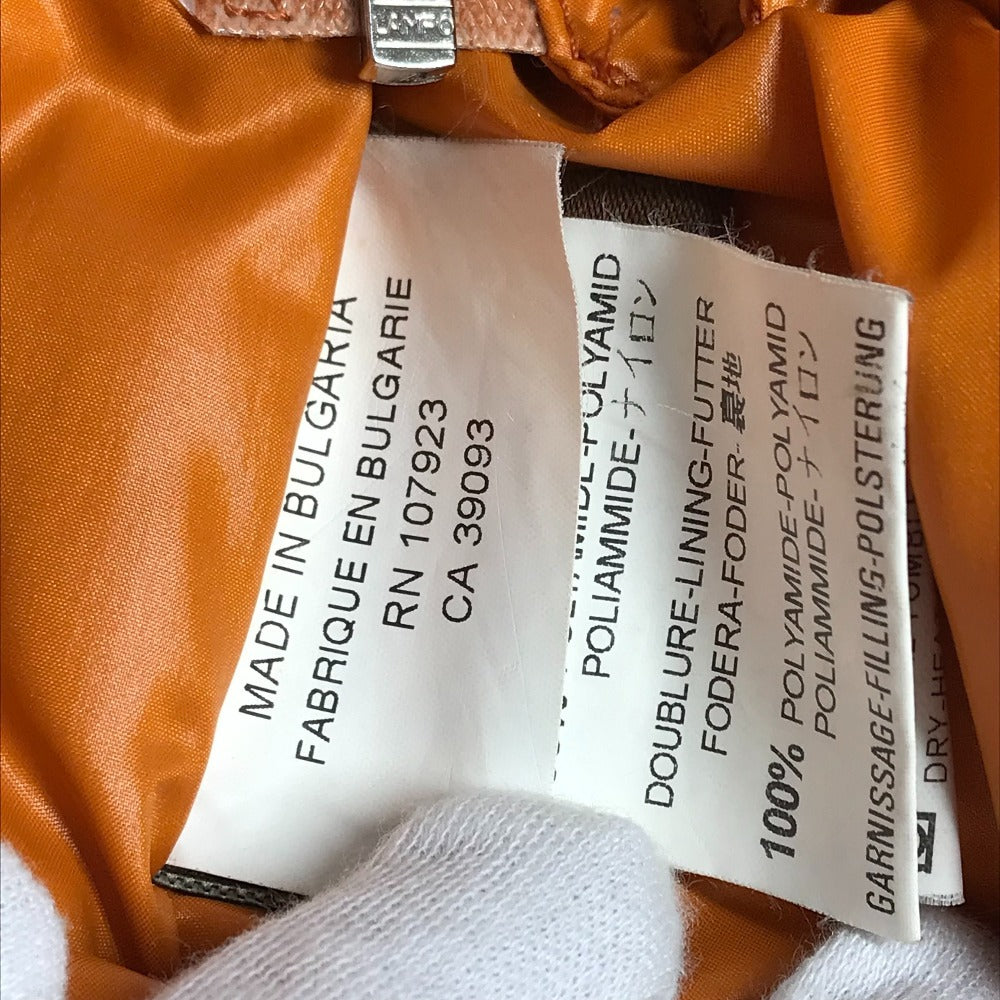 LAMPO
MADE IN BULGARIA
FABRIQUE EN BULGARIE
RN 107923
CA 39093
POLIAMMIDE-ナイロン
DOUBLURE-LINING-FUTTER
FODERA-FODER-裏地
100% POLYAMIDE-POLYAMID
POLIAMMIDE-ナイロン
GARNISSAGE-FILLING-POLSTERUNG